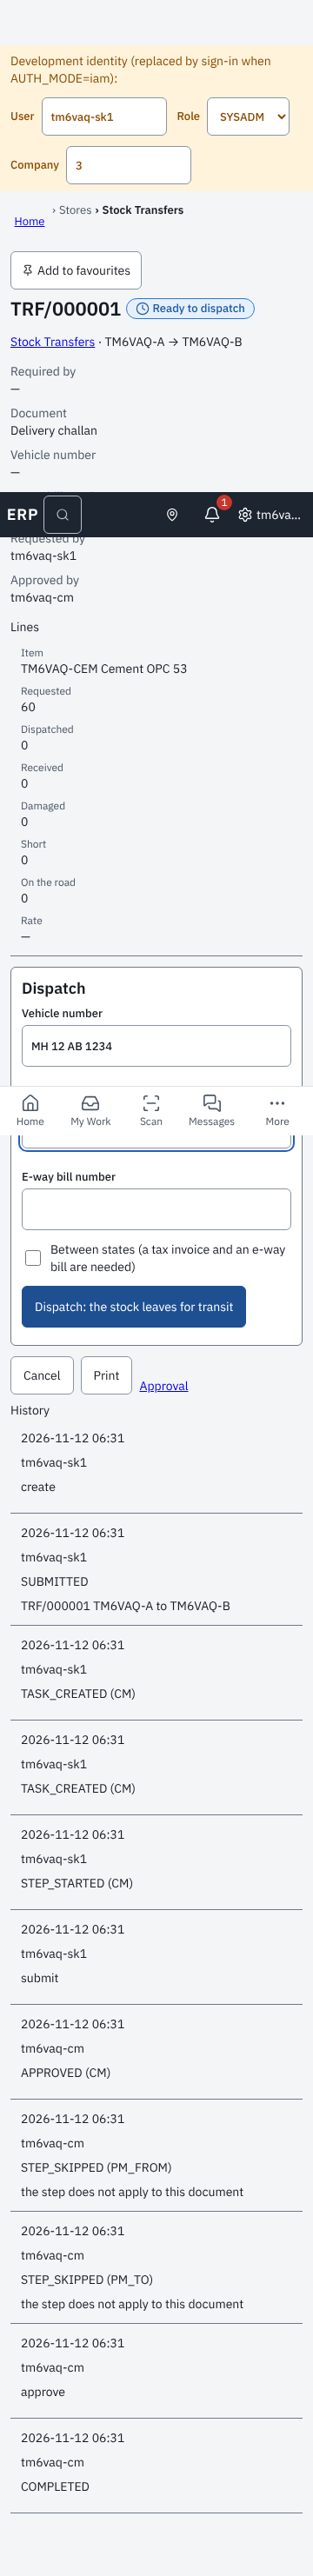 Development identity (replaced by sign-in when
AUTH_MODE=iam):
User tm6vaq-sk1 Role SYSADM
Company 3
Home › Stores › Stock Transfers
Add to favourites
TRF/000001 Ready to dispatch
Stock Transfers · TM6VAQ-A → TM6VAQ-B
Required by
—
Document
Delivery challan
Vehicle number
—
ERP 1 tm6va...
Requested by
tm6vaq-sk1
Approved by
tm6vaq-cm
Lines
Item
TM6VAQ-CEM Cement OPC 53
Requested
60
Dispatched
0
Received
0
Damaged
0
Short
0
On the road
0
Rate
—
Dispatch
Vehicle number
MH 12 AB 1234
Home My Work Scan Messages More
E-way bill number
Between states (a tax invoice and an e-way
bill are needed)
Dispatch: the stock leaves for transit
Cancel Print Approval
History
2026-11-12 06:31
tm6vaq-sk1
create
2026-11-12 06:31
tm6vaq-sk1
SUBMITTED
TRF/000001 TM6VAQ-A to TM6VAQ-B
2026-11-12 06:31
tm6vaq-sk1
TASK_CREATED (CM)
2026-11-12 06:31
tm6vaq-sk1
TASK_CREATED (CM)
2026-11-12 06:31
tm6vaq-sk1
STEP_STARTED (CM)
2026-11-12 06:31
tm6vaq-sk1
submit
2026-11-12 06:31
tm6vaq-cm
APPROVED (CM)
2026-11-12 06:31
tm6vaq-cm
STEP_SKIPPED (PM_FROM)
the step does not apply to this document
2026-11-12 06:31
tm6vaq-cm
STEP_SKIPPED (PM_TO)
the step does not apply to this document
2026-11-12 06:31
tm6vaq-cm
approve
2026-11-12 06:31
tm6vaq-cm
COMPLETED